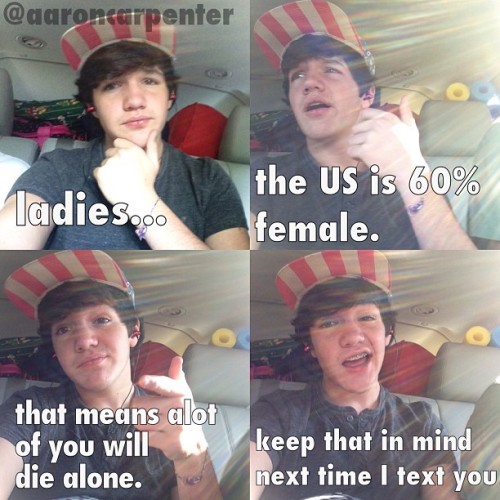 @aaroncarpenter
ladies...
the US is 60%
female.
that means alot
of you will
die alone.
keep that in mind
next time I text you